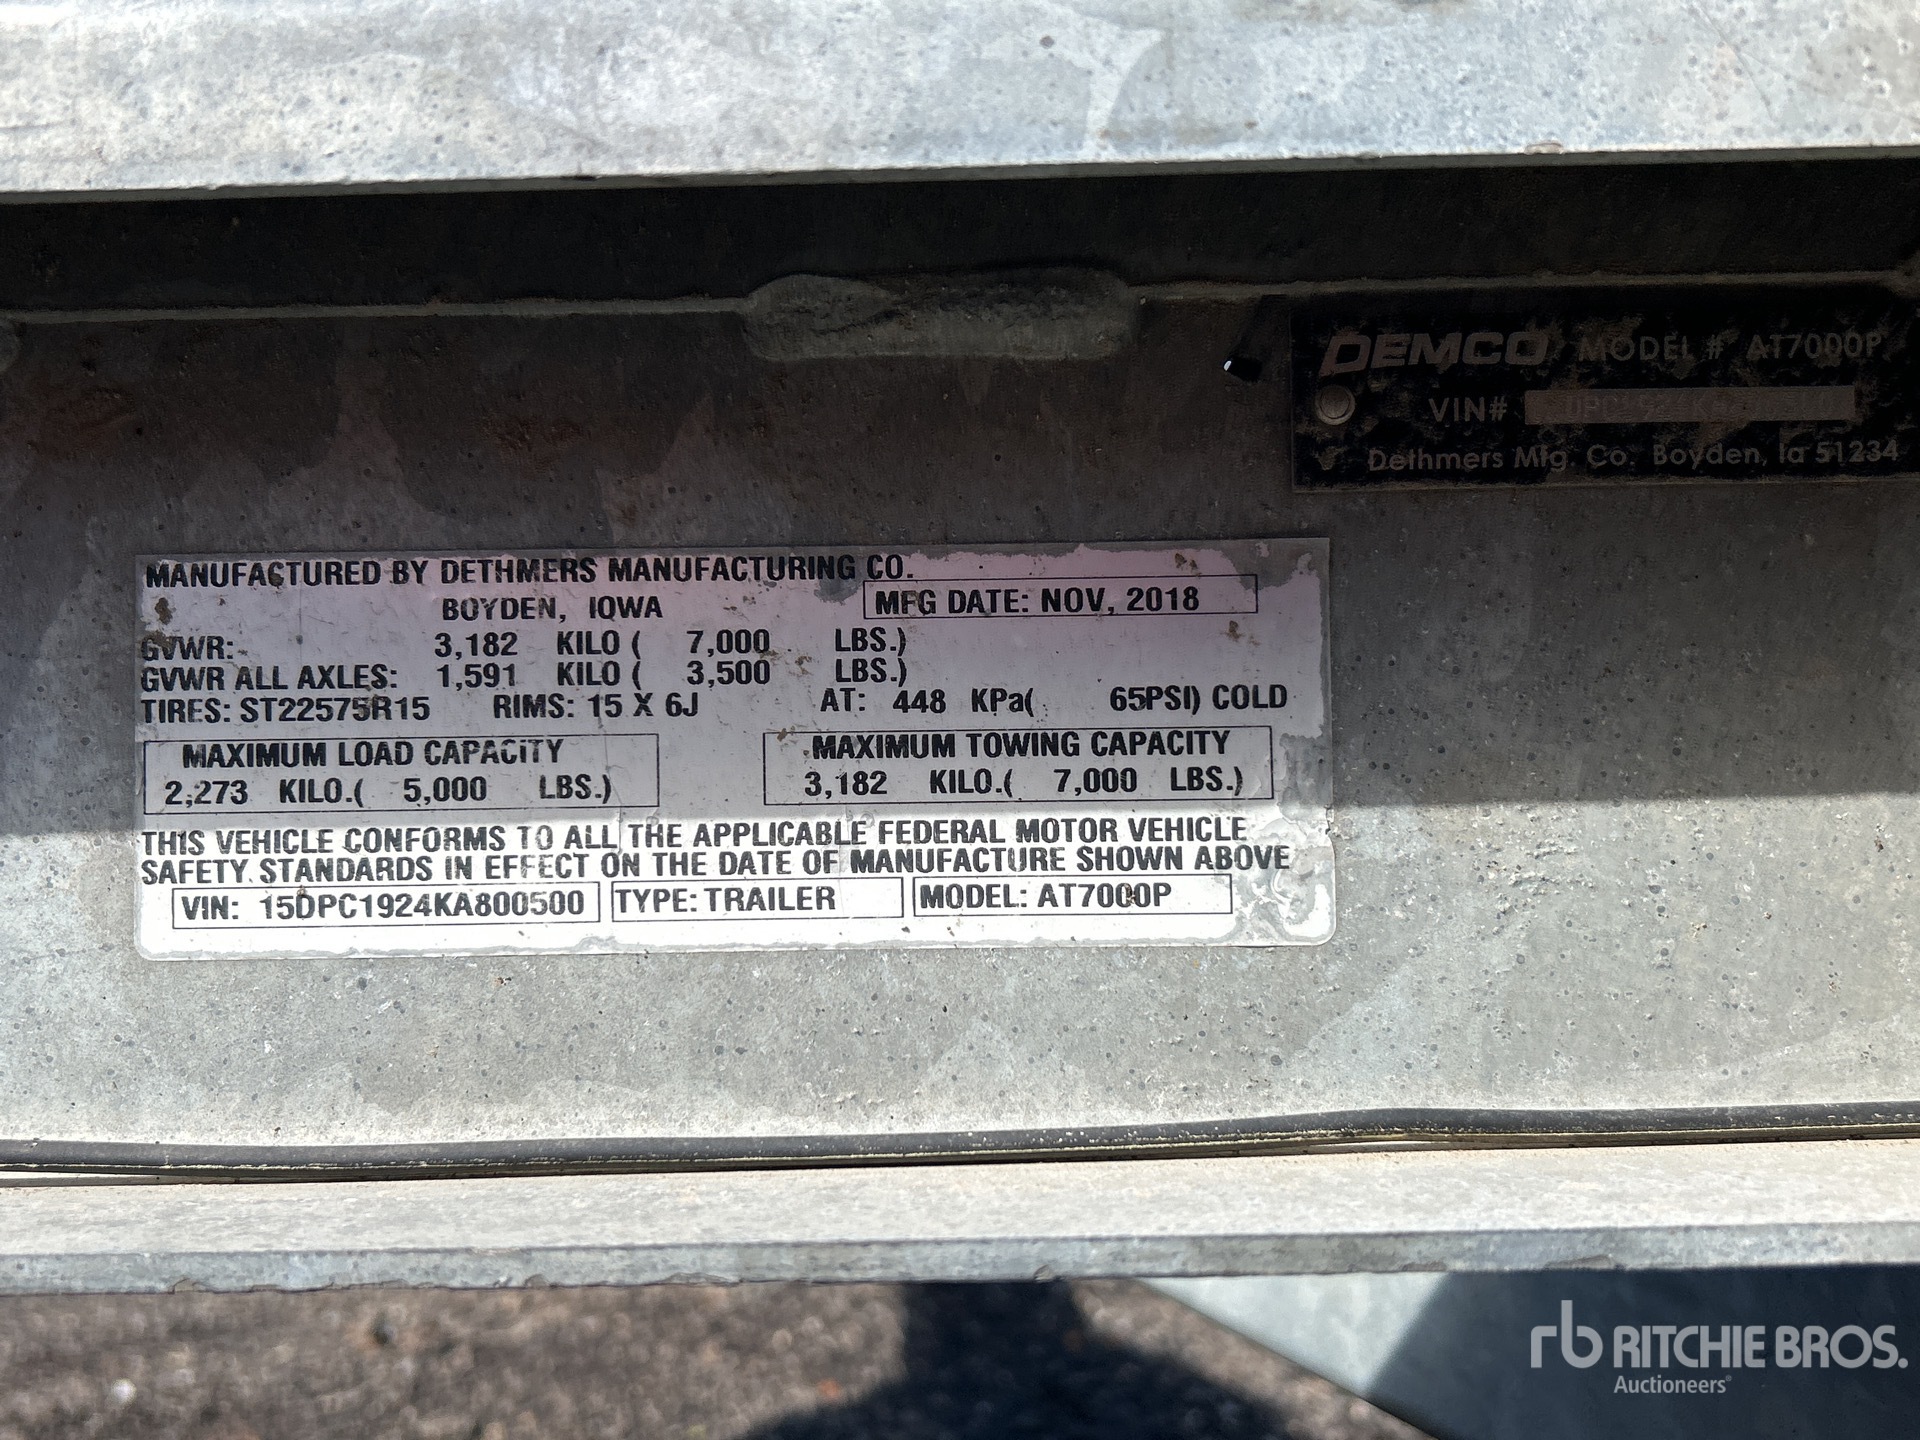 DEMCO MODEL # AT7000P
VIN#
Dethmers Mfg. Co. Boyden, Ia 51234
MANUFACTURED BY DETHMERS MANUFACTURING CO.
BOYDEN, IOWA
MFG DATE: NOV, 2018
GVWR: 3,182 KILO ( 7,000 LBS.)
GVWR ALL AXLES: 1,591 KILO ( 3,500 LBS.)
TIRES: ST22575R15 RIMS: 15 X 6J AT: 448 KPa( 65PSI) COLD
MAXIMUM LOAD CAPACITY
2,273 KILO.( 5,000 LBS.)
MAXIMUM TOWING CAPACITY
3,182 KILO.( 7,000 LBS.)
THIS VEHICLE CONFORMS TO ALL THE APPLICABLE FEDERAL MOTOR VEHICLE
SAFETY STANDARDS IN EFFECT ON THE DATE OF MANUFACTURE SHOWN ABOVE
VIN: 15DPC1924KA800500 TYPE: TRAILER MODEL: AT7000P
rb RITCHIE BROS.
Auctioneers